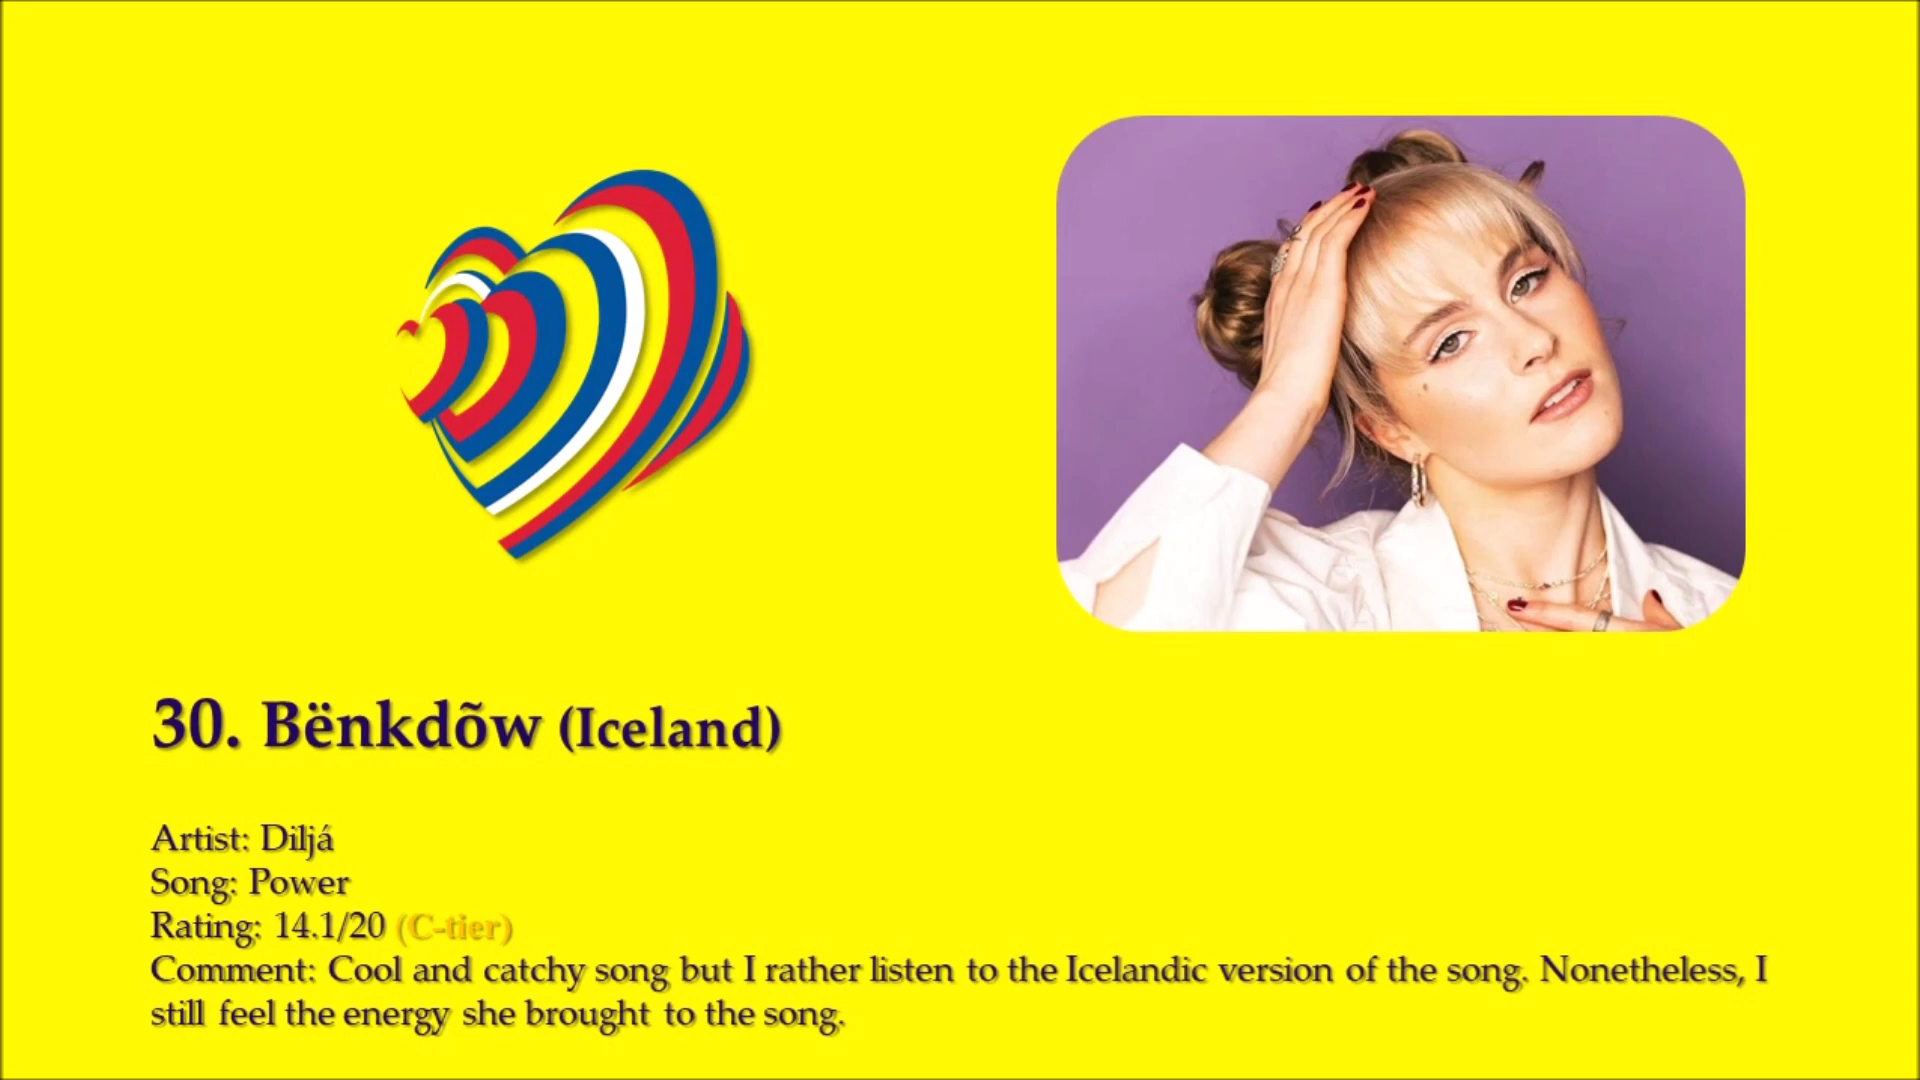 30. Bënkdõw (Iceland)
Artist: Diljá
Song: Power
Rating: 14.1/20 (C-tier)
Comment: Cool and catchy song but I rather listen to the Icelandic version of the song. Nonetheless, I
still feel the energy she brought to the song.